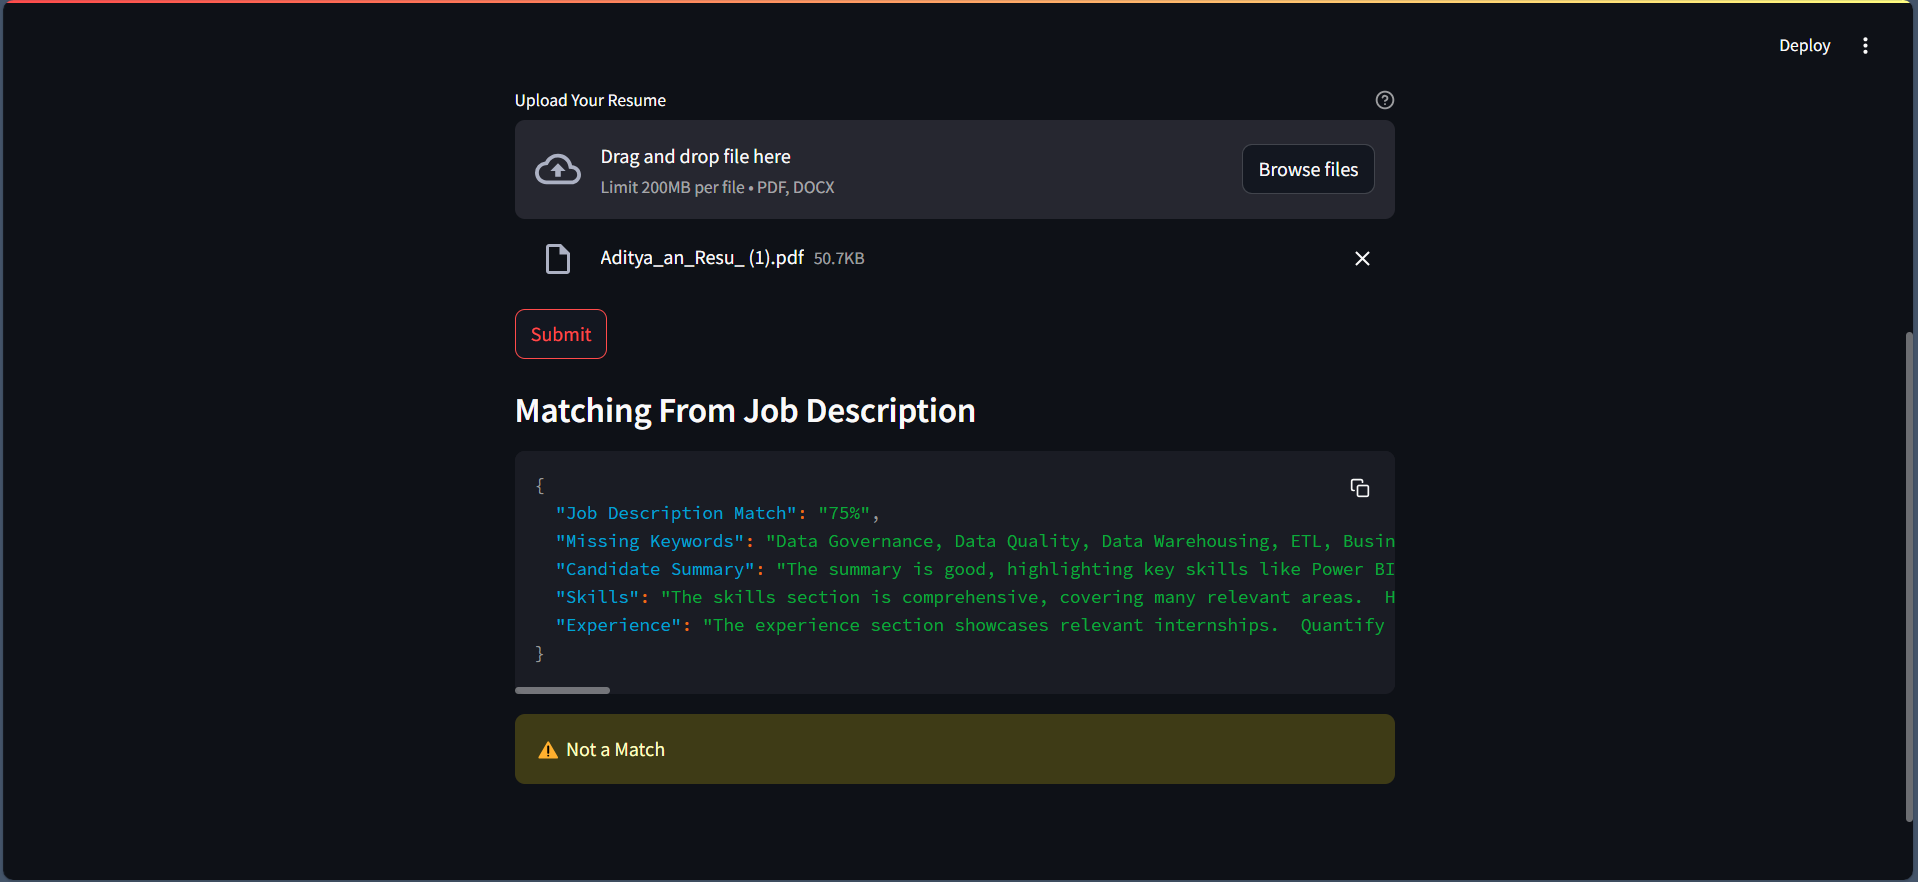 Deploy
Upload Your Resume
Drag and drop file here
Limit 200MB per file • PDF, DOCX
Browse files
Aditya_an_Resu_ (1).pdf 50.7KB
Submit
Matching From Job Description
{
"Job Description Match": "75%",
"Missing Keywords": "Data Governance, Data Quality, Data Warehousing, ETL, Busin
"Candidate Summary": "The summary is good, highlighting key skills like Power BI
"Skills": "The skills section is comprehensive, covering many relevant areas.  H
"Experience": "The experience section showcases relevant internships.  Quantify
}
Not a Match